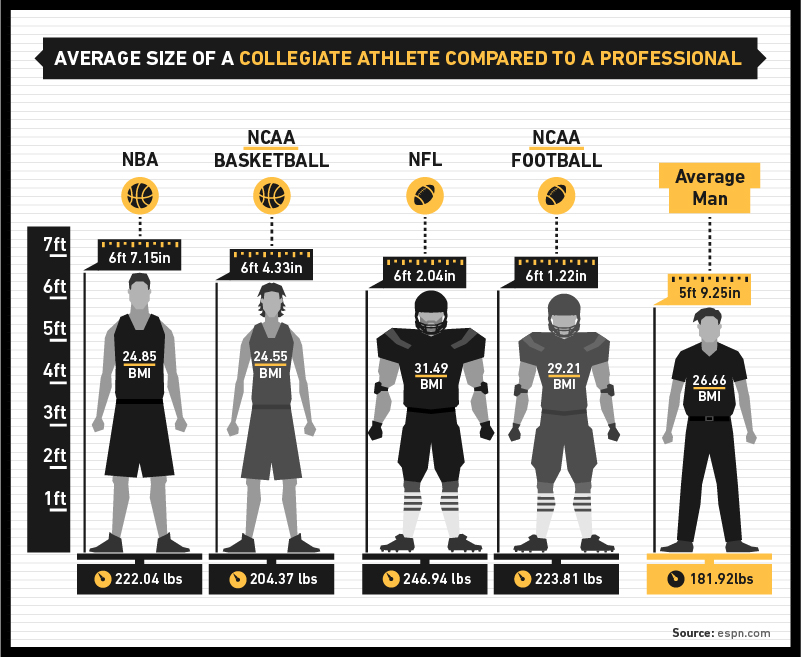 AVERAGE SIZE OF A COLLEGIATE ATHLETE COMPARED TO A PROFESSIONAL
NBA
NCAA
BASKETBALL
NFL
NCAA
FOOTBALL
Average
Man
7ft
6ft
5ft
4ft
3ft
2ft
1ft
6ft 7.15in
6ft 4.33in
6ft 2.04in
6ft 1.22in
5ft 9.25in
24.85
BMI
24.55
BMI
31.49
BMI
29.21
BMI
26.66
BMI
222.04 lbs
204.37 lbs
246.94 lbs
223.81 lbs
181.92lbs
Source: espn.com